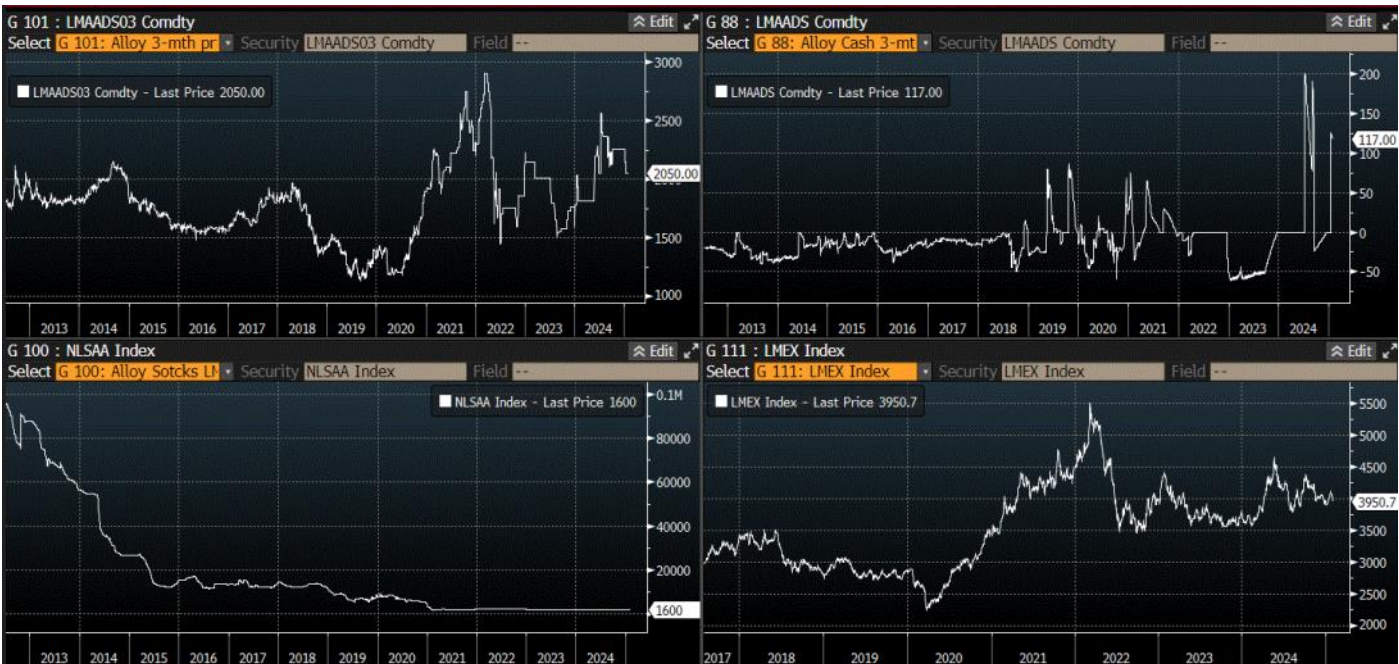 G 101 : LMAADS03 Comdty
Edit
Select G 101: Alloy 3-mth pr Security LMAADS03 Comdty Field --
LMAADS03 Comdty - Last Price 2050.00
3000
2500
2050.00
2000
1500
1000
2013 2014 2015 2016 2017 2018 2019 2020 2021 2022 2023 2024
G 88 : LMAADS Comdty
Edit
Select G 88: Alloy Cash 3-mt Security LMAADS Comdty Field --
LMAADS Comdty - Last Price 117.00
200
150
117.00
100
50
0
-50
2013 2014 2015 2016 2017 2018 2019 2020 2021 2022 2023 2024
G 100 : NLSAA Index
Edit
Select G 100: Alloy Sotcks LM Security NLSAA Index Field --
NLSAA Index - Last Price 1600
0.1M
80000
60000
40000
20000
1600
2013 2014 2015 2016 2017 2018 2019 2020 2021 2022 2023 2024
G 111 : LMEX Index
Edit
Select G 111: LMEX Index Security LMEX Index Field --
LMEX Index - Last Price 3950.7
5500
5000
4500
3950.7
3500
3000
2500
2000
2017 2018 2019 2020 2021 2022 2023 2024